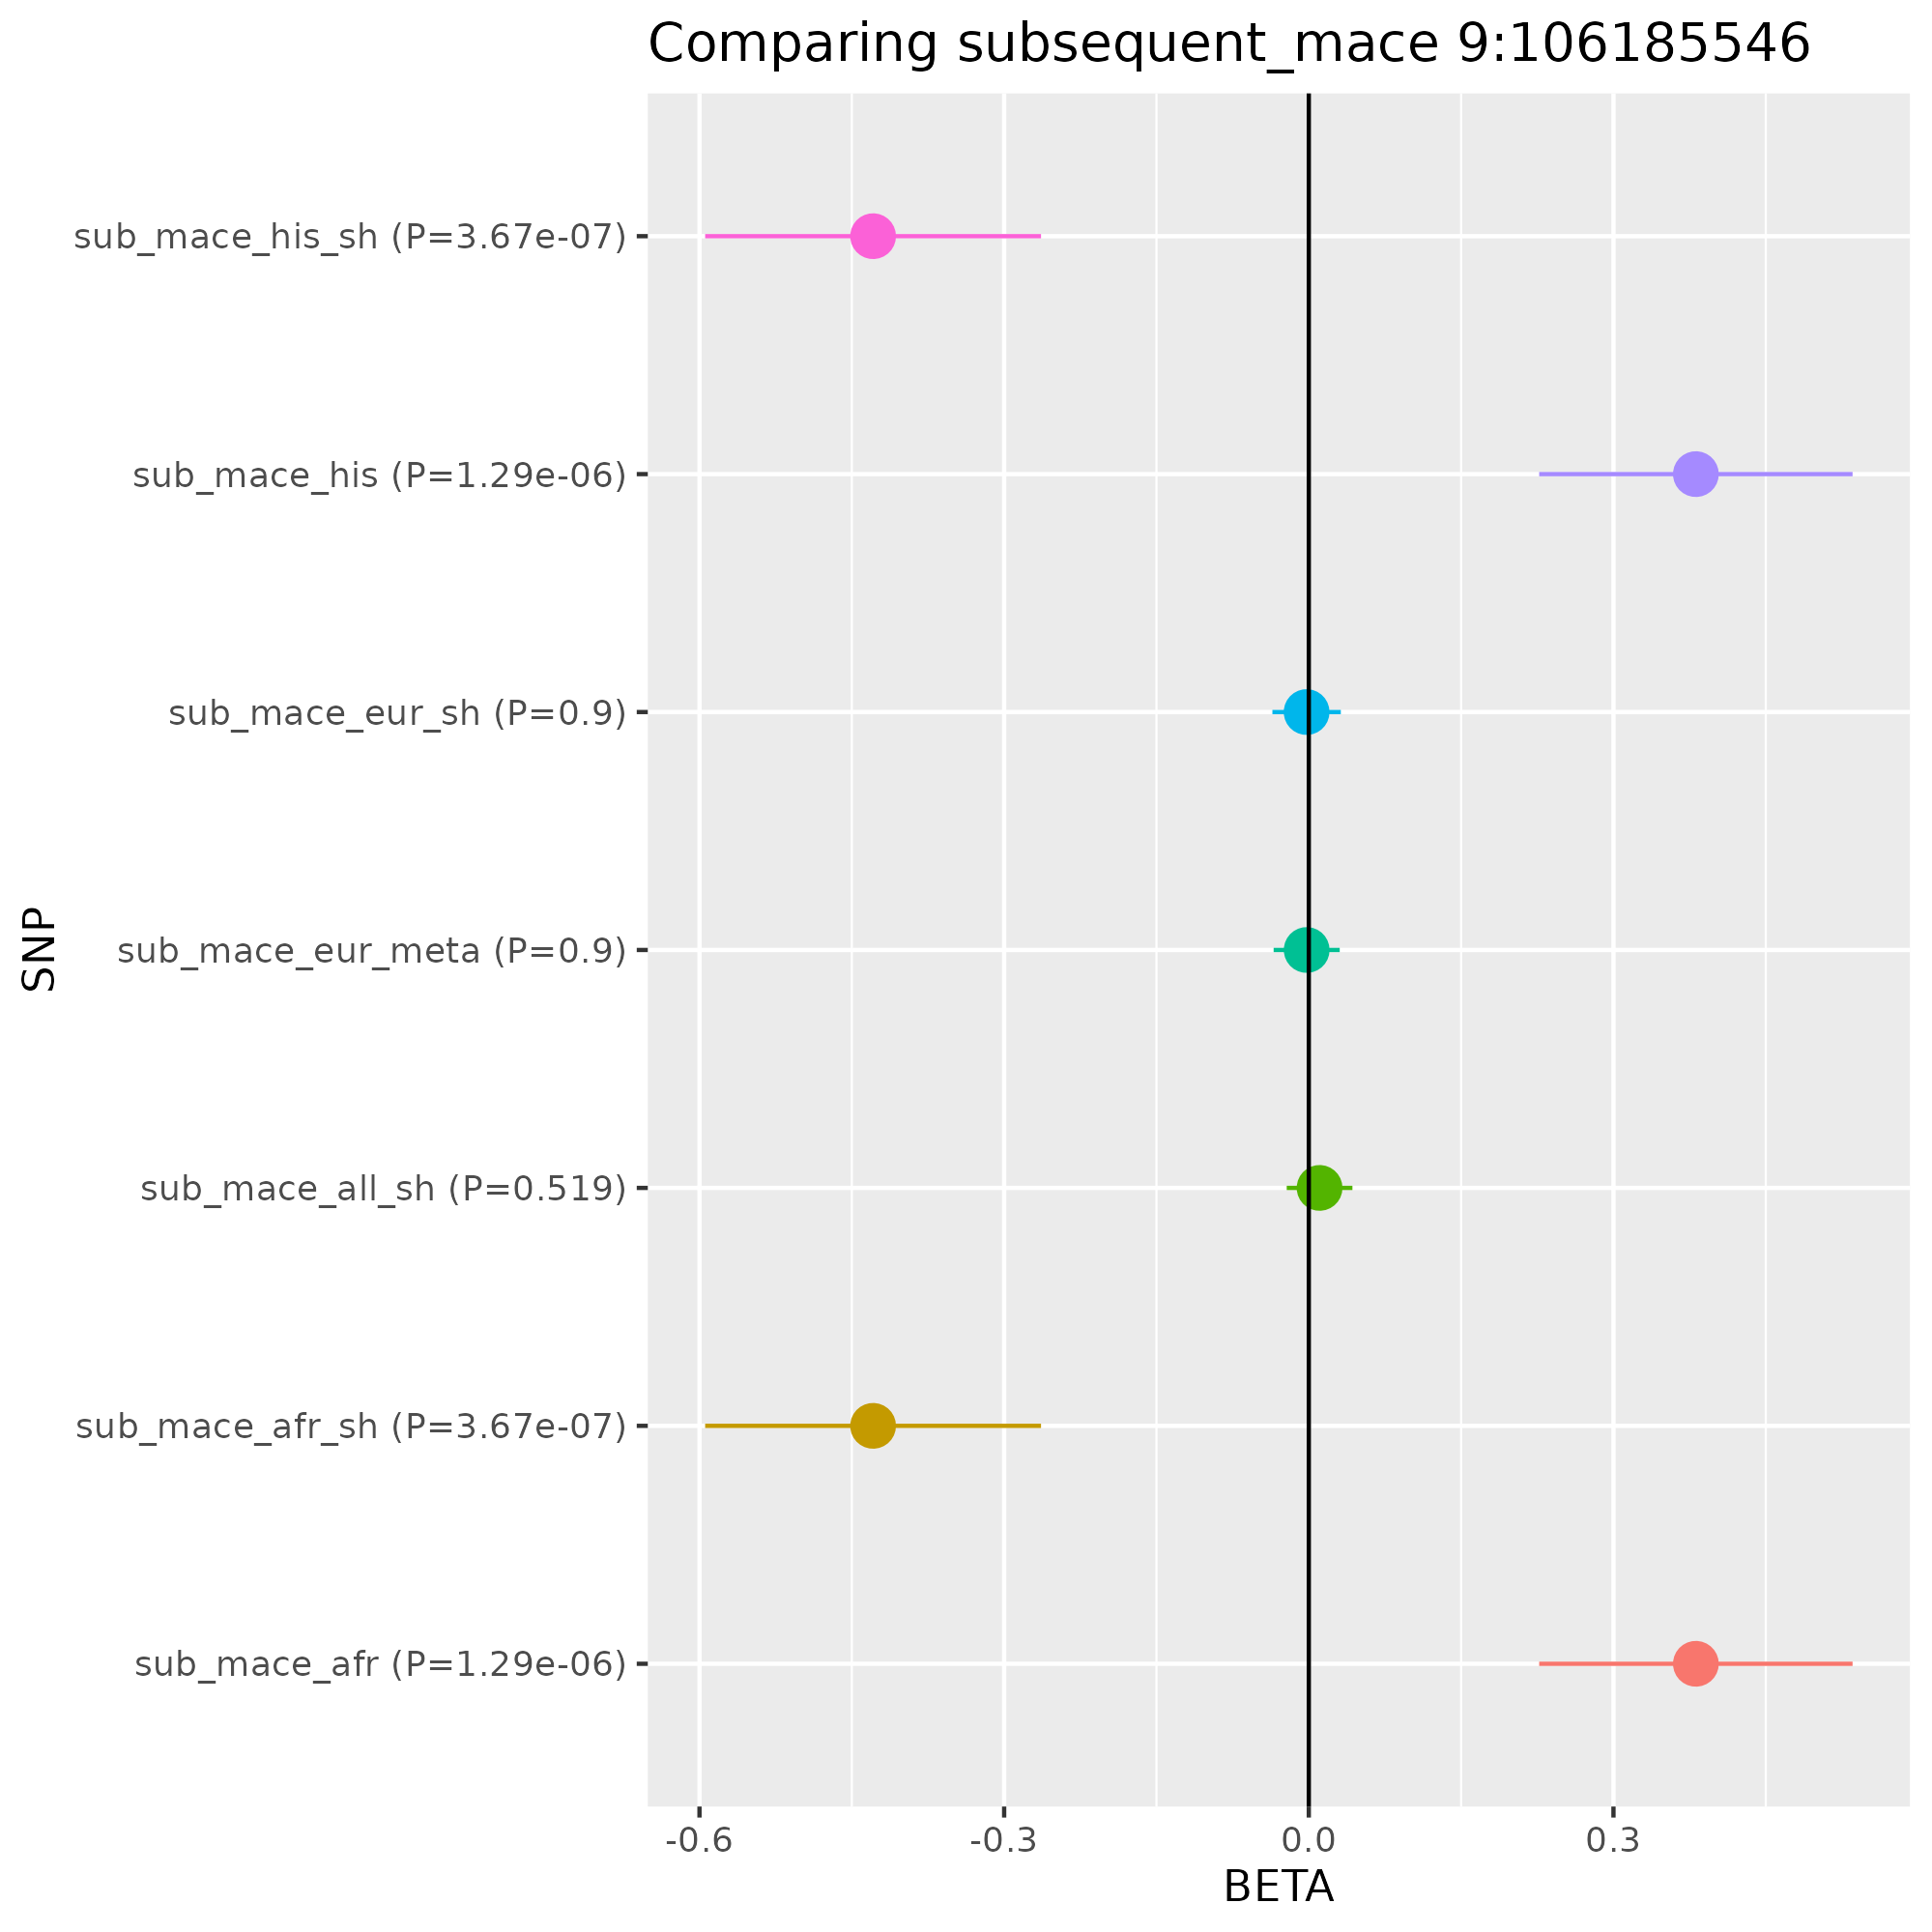 Comparing subsequent_mace 9:106185546
sub_mace_his_sh (P=3.67e-07)
sub_mace_his (P=1.29e-06)
sub_mace_eur_sh (P=0.9)
sub_mace_eur_meta (P=0.9)
sub_mace_all_sh (P=0.519)
sub_mace_afr_sh (P=3.67e-07)
sub_mace_afr (P=1.29e-06)
SNP
-0.6 -0.3 0.0 0.3
BETA